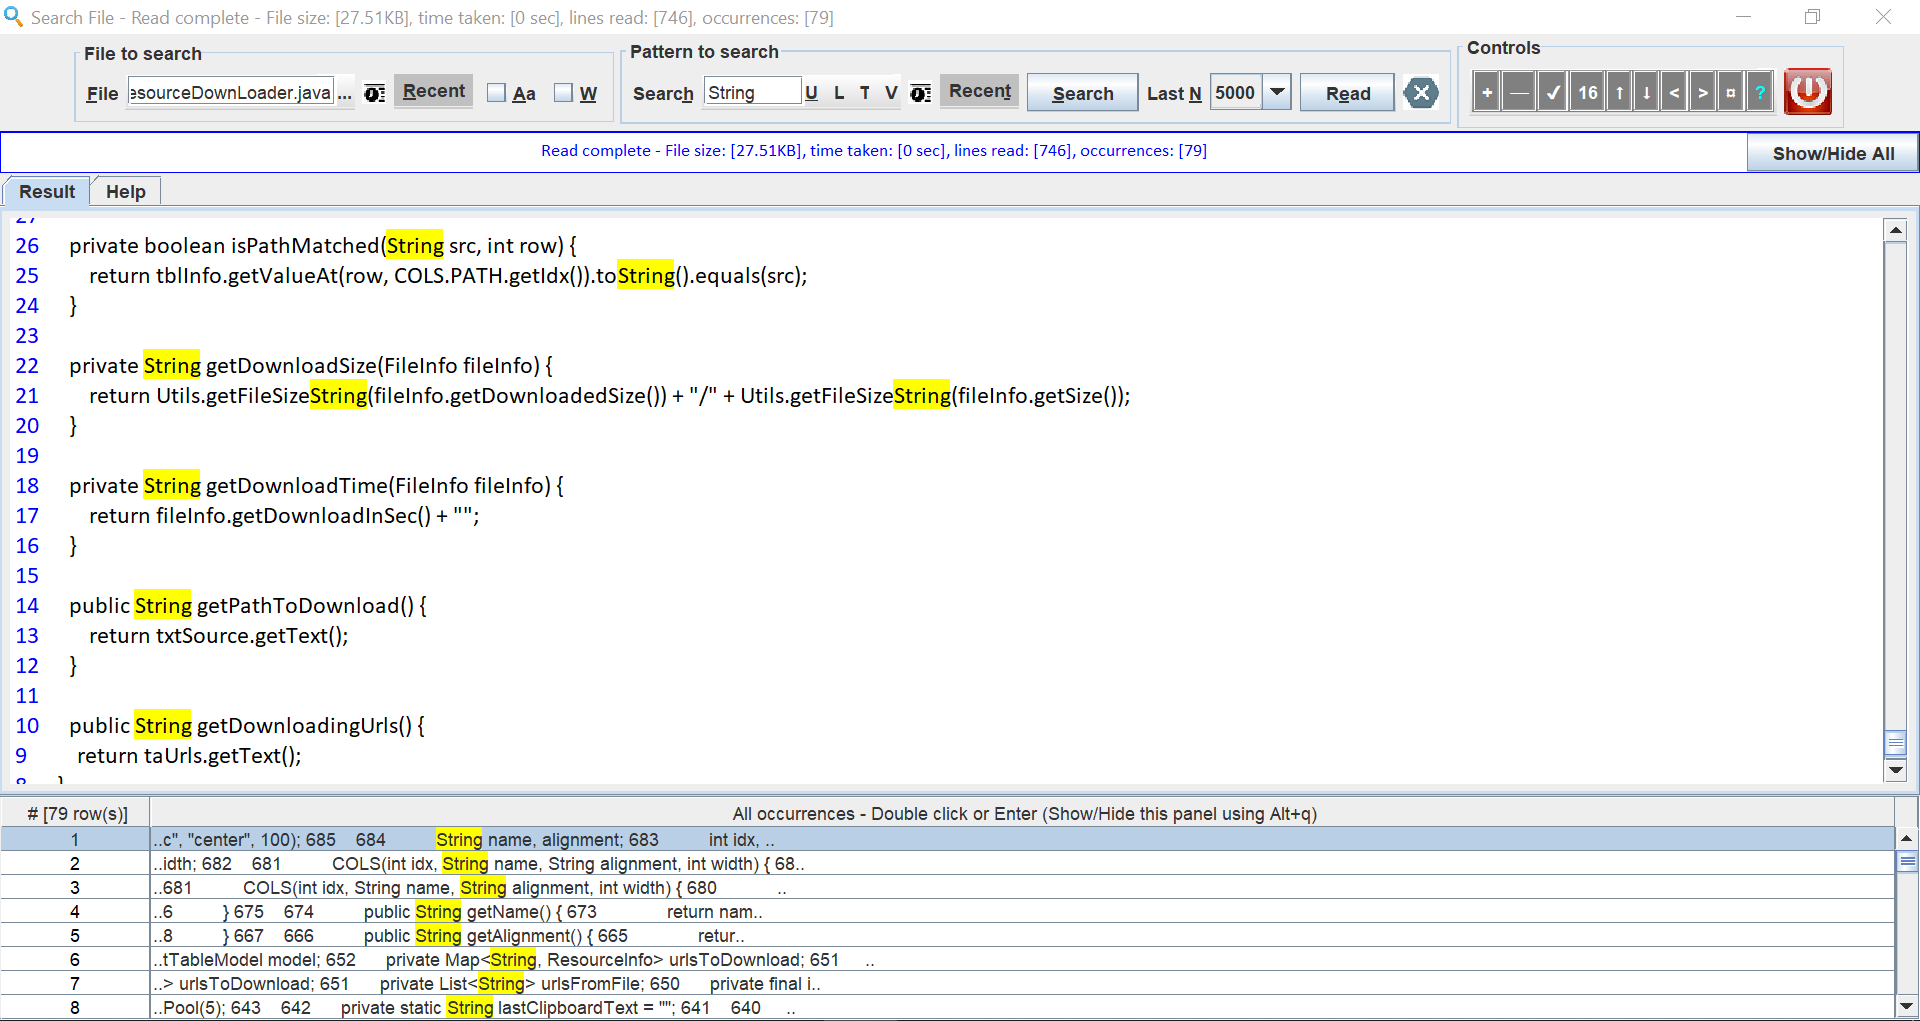 Search File - Read complete - File size: [27.51KB], time taken: [0 sec], lines read: [746], occurrences: [79]
File to search
File esourceDownLoader.java ... Recent Aa W
Pattern to search
Search String U L T V Recent Search Last N 5000 Read
Controls
+ — ✓ 16 ↑ ↓ < > ¤ ?
Read complete - File size: [27.51KB], time taken: [0 sec], lines read: [746], occurrences: [79]
Show/Hide All
Result Help
27
26 private boolean isPathMatched(String src, int row) {
25 return tblInfo.getValueAt(row, COLS.PATH.getIdx()).toString().equals(src);
24 }
23
22 private String getDownloadSize(FileInfo fileInfo) {
21 return Utils.getFileSizeString(fileInfo.getDownloadedSize()) + "/" + Utils.getFileSizeString(fileInfo.getSize());
20 }
19
18 private String getDownloadTime(FileInfo fileInfo) {
17 return fileInfo.getDownloadInSec() + "";
16 }
15
14 public String getPathToDownload() {
13 return txtSource.getText();
12 }
11
10 public String getDownloadingUrls() {
9 return taUrls.getText();
8 }
# [79 row(s)] All occurrences - Double click or Enter (Show/Hide this panel using Alt+q)
1 ..c", "center", 100); 685 684 String name, alignment; 683 int idx, ..
2 ..idth; 682 681 COLS(int idx, String name, String alignment, int width) { 68..
3 ..681 COLS(int idx, String name, String alignment, int width) { 680 ..
4 ..6 } 675 674 public String getName() { 673 return nam..
5 ..8 } 667 666 public String getAlignment() { 665 retur..
6 ..tTableModel model; 652 private Map<String, ResourceInfo> urlsToDownload; 651 ..
7 ..> urlsToDownload; 651 private List<String> urlsFromFile; 650 private final i..
8 ..Pool(5); 643 642 private static String lastClipboardText = ""; 641 640 ..